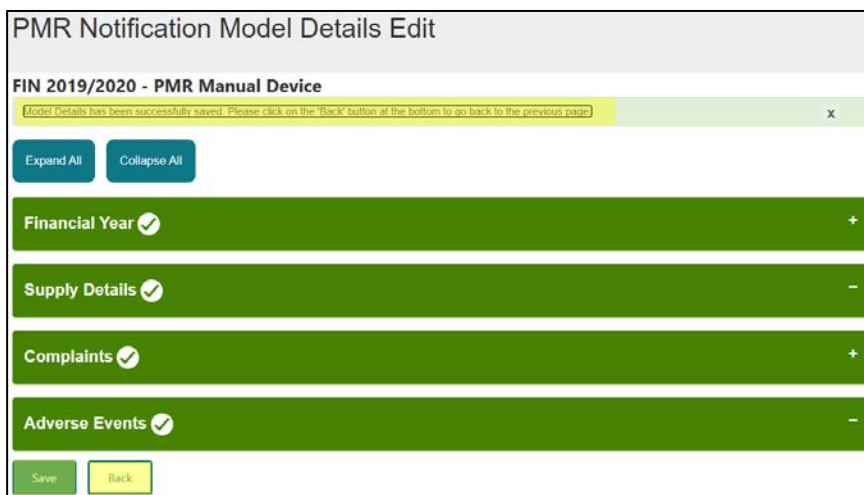 PMR Notification Model Details Edit
FIN 2019/2020 - PMR Manual Device
Model Details has been successfully saved. Please click on the 'Back' button at the bottom to go back to the previous page.
x
Expand All Collapse All
Financial Year +
Supply Details −
Complaints +
Adverse Events −
Save Back